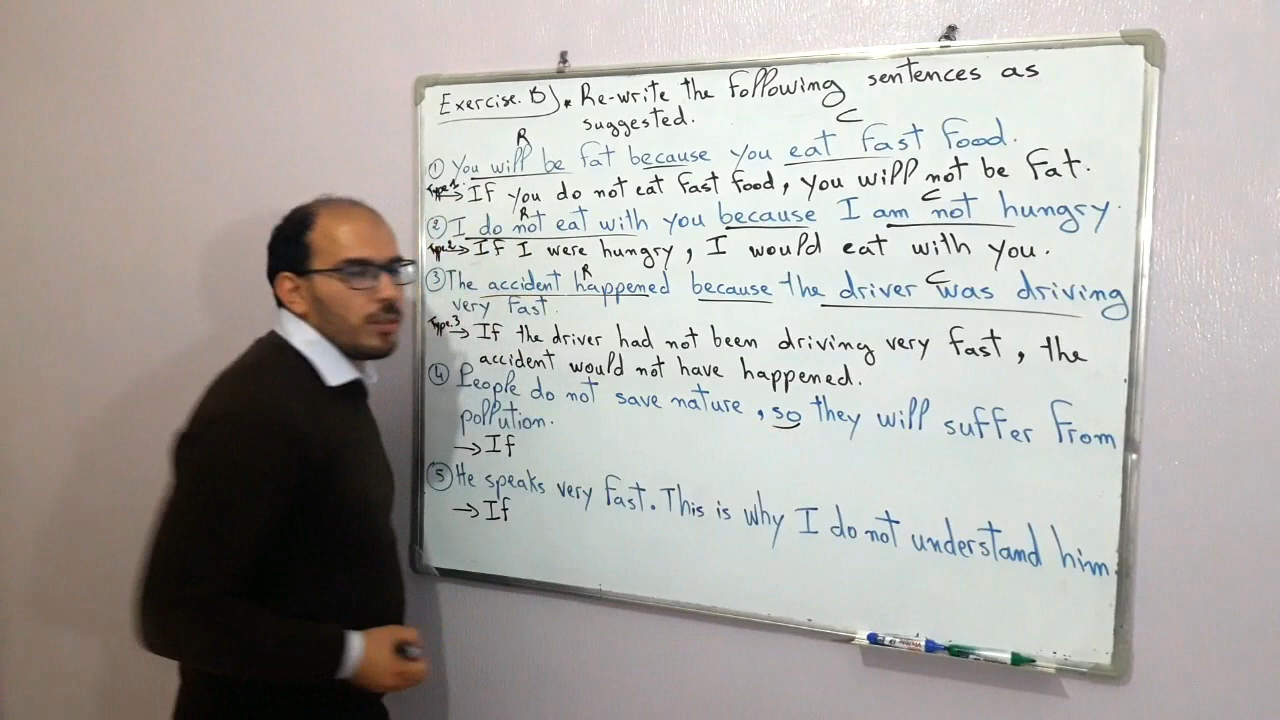 Exercise. B) * Re-write the following sentences as
suggested.
R C
① You will be fat because you eat fast food.
Type 1 → If you do not eat fast food, you will not be fat.
R C
② I do not eat with you because I am not hungry.
Type 2 → If I were hungry, I would eat with you.
R C
③ The accident happened because the driver was driving
very fast.
Type 3 → If the driver had not been driving very fast, the
accident would not have happened.
④ People do not save nature, so they will suffer from
pollution.
→ If
⑤ He speaks very fast. This is why I do not understand him.
→ If